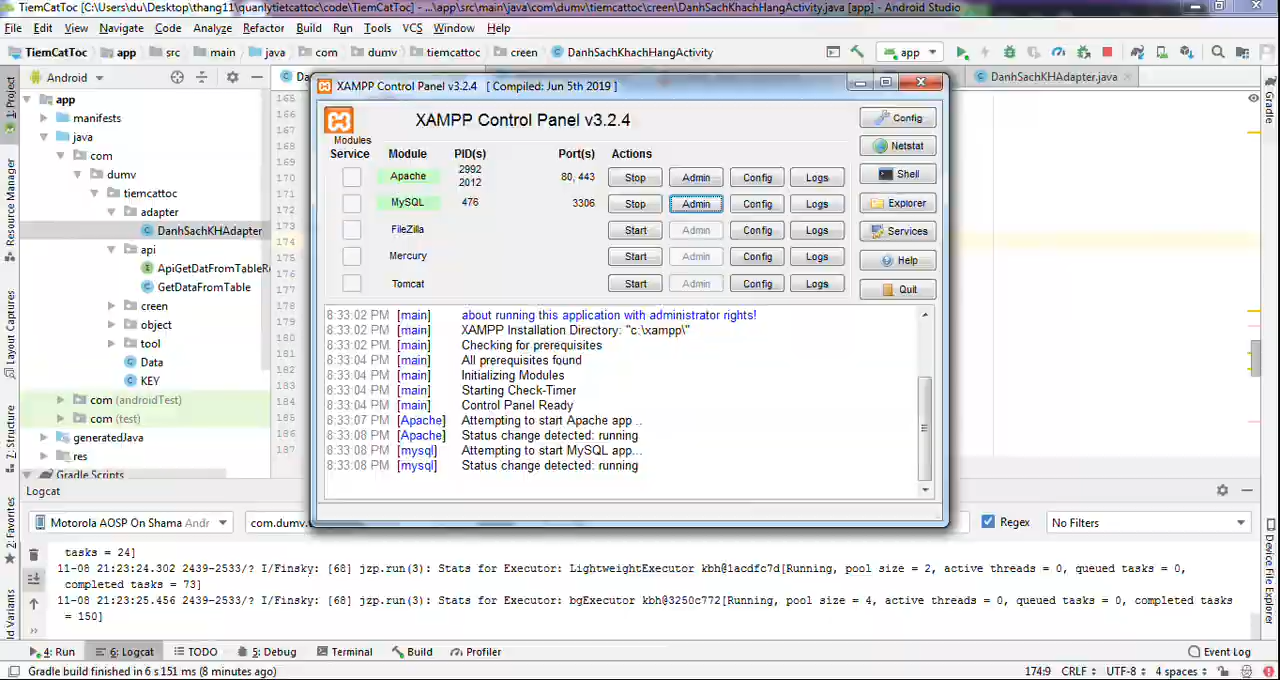 TiemCatToc [C:\Users\du\Desktop\thang11\quanlytietcattoc\code\TiemCatToc] - ...\app\src\main\java\com\dumv\tiemcattoc\creen\DanhSachKhachHangActivity.java [app] - Android Studio
File Edit View Navigate Code Analyze Refactor Build Run Tools VCS Window Help
TiemCatToc app src main java com dumv tiemcattoc creen DanhSachKhachHangActivity app
Android
DanhSachKHAdapter.java
1: Project
Resource Manager
Layout Captures
Z: Structure
2: Favorites
Gradle
Device File Explorer
app
manifests
java
com
dumv
tiemcattoc
adapter
DanhSachKHAdapter
api
ApiGetDatFromTableR
GetDataFromTable
creen
object
tool
Data
KEY
com (androidTest)
com (test)
generatedJava
res
Gradle Scripts
165
166
167
168
169
170
171
172
173
174
175
176
177
178
179
180
181
182
183
184
185
186
187
XAMPP Control Panel v3.2.4 [ Compiled: Jun 5th 2019 ]
XAMPP Control Panel v3.2.4
Modules
Service Module PID(s) Port(s) Actions
Apache 2992 2012 80, 443 Stop Admin Config Logs
MySQL 476 3306 Stop Admin Config Logs
FileZilla Start Admin Config Logs
Mercury Start Admin Config Logs
Tomcat Start Admin Config Logs
Config
Netstat
Shell
Explorer
Services
Help
Quit
8:33:02 PM [main] about running this application with administrator rights!
8:33:02 PM [main] XAMPP Installation Directory: "c:\xampp\"
8:33:02 PM [main] Checking for prerequisites
8:33:04 PM [main] All prerequisites found
8:33:04 PM [main] Initializing Modules
8:33:04 PM [main] Starting Check-Timer
8:33:04 PM [main] Control Panel Ready
8:33:07 PM [Apache] Attempting to start Apache app...
8:33:08 PM [Apache] Status change detected: running
8:33:08 PM [mysql] Attempting to start MySQL app...
8:33:08 PM [mysql] Status change detected: running
Logcat
Motorola AOSP On Shama Andr com.dumv. Regex No Filters
tasks = 24]
11-08 21:23:24.302 2439-2533/? I/Finsky: [68] jzp.run(3): Stats for Executor: LightweightExecutor kbh@1acdfc7d[Running, pool size = 2, active threads = 0, queued tasks = 0,
completed tasks = 73]
11-08 21:23:25.456 2439-2533/? I/Finsky: [68] jzp.run(3): Stats for Executor: bgExecutor kbh@3250c772[Running, pool size = 4, active threads = 0, queued tasks = 0, completed tasks
= 150]
4: Run 6: Logcat TODO 5: Debug Terminal Build Profiler Event Log
Gradle build finished in 6 s 151 ms (8 minutes ago) 174:9 CRLF UTF-8 4 spaces